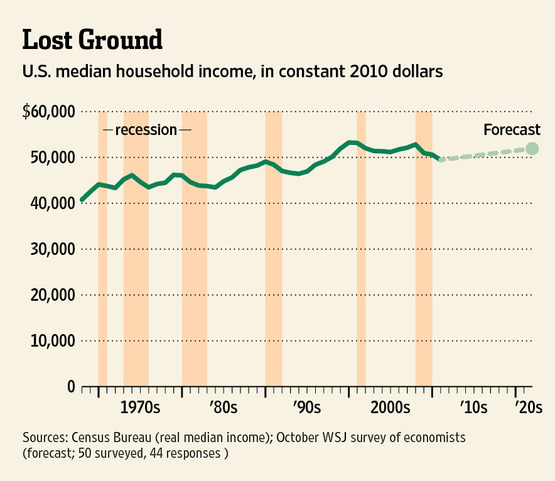 Lost Ground
U.S. median household income, in constant 2010 dollars
$60,000
recession
Forecast
50,000
40,000
30,000
20,000
10,000
0
1970s ’80s ’90s 2000s ’10s ’20s
Sources: Census Bureau (real median income); October WSJ survey of economists
(forecast; 50 surveyed, 44 responses )